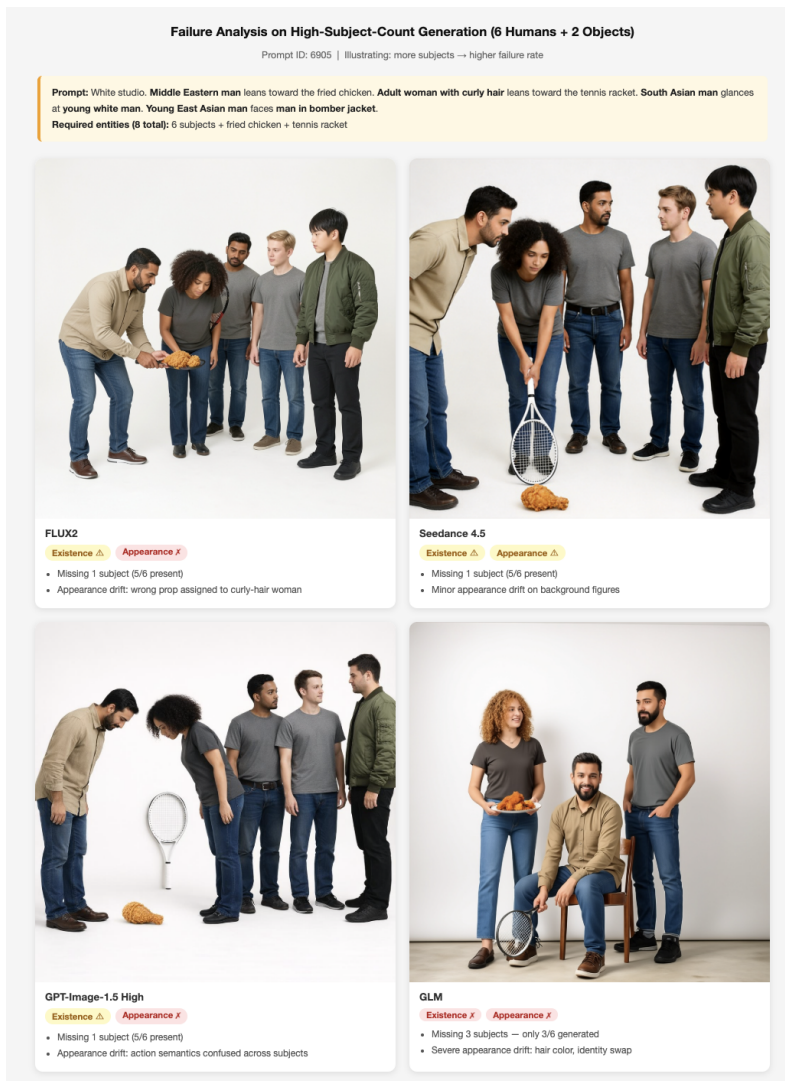 Failure Analysis on High-Subject-Count Generation (6 Humans + 2 Objects)
Prompt ID: 6905 | Illustrating: more subjects → higher failure rate
Prompt: White studio. Middle Eastern man leans toward the fried chicken. Adult woman with curly hair leans toward the tennis racket. South Asian man glances
at young white man. Young East Asian man faces man in bomber jacket.
Required entities (8 total): 6 subjects + fried chicken + tennis racket
FLUX2
Existence ⚠ Appearance ✗
• Missing 1 subject (5/6 present)
• Appearance drift: wrong prop assigned to curly-hair woman
Seedance 4.5
Existence ⚠ Appearance ⚠
• Missing 1 subject (5/6 present)
• Minor appearance drift on background figures
GPT-Image-1.5 High
Existence ⚠ Appearance ✗
• Missing 1 subject (5/6 present)
• Appearance drift: action semantics confused across subjects
GLM
Existence ✗ Appearance ✗
• Missing 3 subjects — only 3/6 generated
• Severe appearance drift: hair color, identity swap